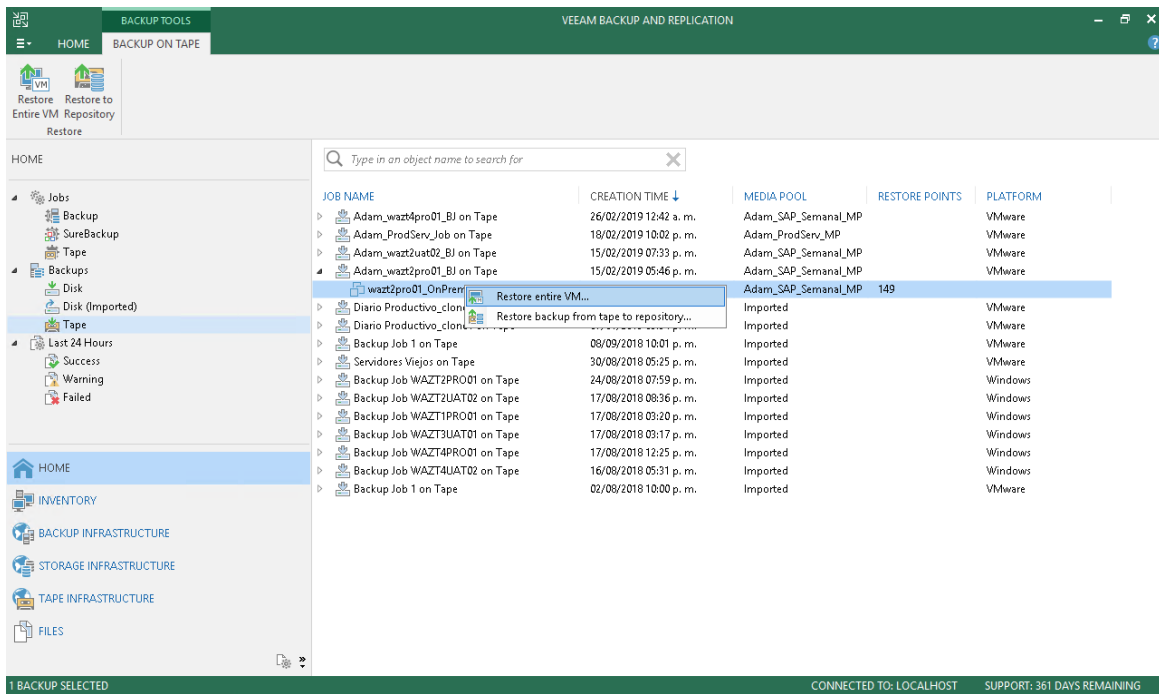 BACKUP TOOLS
VEEAM BACKUP AND REPLICATION
HOME BACKUP ON TAPE
VM
Restore Entire VM
Restore to Repository
Restore
HOME
Type in an object name to search for
Jobs
Backup
SureBackup
Tape
Backups
Disk
Disk (Imported)
Tape
Last 24 Hours
Success
Warning
Failed
JOB NAME CREATION TIME MEDIA POOL RESTORE POINTS PLATFORM
Adam_wazt4pro01_BJ on Tape 26/02/2019 12:42 a. m. Adam_SAP_Semanal_MP VMware
Adam_ProdServ_Job on Tape 18/02/2019 10:02 p. m. Adam_ProdServ_MP VMware
Adam_wazt2uat02_BJ on Tape 15/02/2019 07:33 p. m. Adam_SAP_Semanal_MP VMware
Adam_wazt2pro01_BJ on Tape 15/02/2019 05:46 p. m. Adam_SAP_Semanal_MP VMware
wazt2pro01_OnPrem Adam_SAP_Semanal_MP 149
Restore entire VM...
Restore backup from tape to repository...
Diario Productivo_clon Imported VMware
Diario Productivo_clon Imported VMware
Backup Job 1 on Tape 08/09/2018 10:01 p. m. Imported VMware
Servidores Viejos on Tape 30/08/2018 05:25 p. m. Imported VMware
Backup Job WAZT2PRO01 on Tape 24/08/2018 07:59 p. m. Imported Windows
Backup Job WAZT2UAT02 on Tape 17/08/2018 08:36 p. m. Imported Windows
Backup Job WAZT1PRO01 on Tape 17/08/2018 03:20 p. m. Imported Windows
Backup Job WAZT3UAT01 on Tape 17/08/2018 03:17 p. m. Imported Windows
Backup Job WAZT4PRO01 on Tape 17/08/2018 12:25 p. m. Imported Windows
Backup Job WAZT4UAT02 on Tape 16/08/2018 05:31 p. m. Imported Windows
Backup Job 1 on Tape 02/08/2018 10:00 p. m. Imported VMware
HOME
INVENTORY
BACKUP INFRASTRUCTURE
STORAGE INFRASTRUCTURE
TAPE INFRASTRUCTURE
FILES
1 BACKUP SELECTED CONNECTED TO: LOCALHOST SUPPORT: 361 DAYS REMAINING